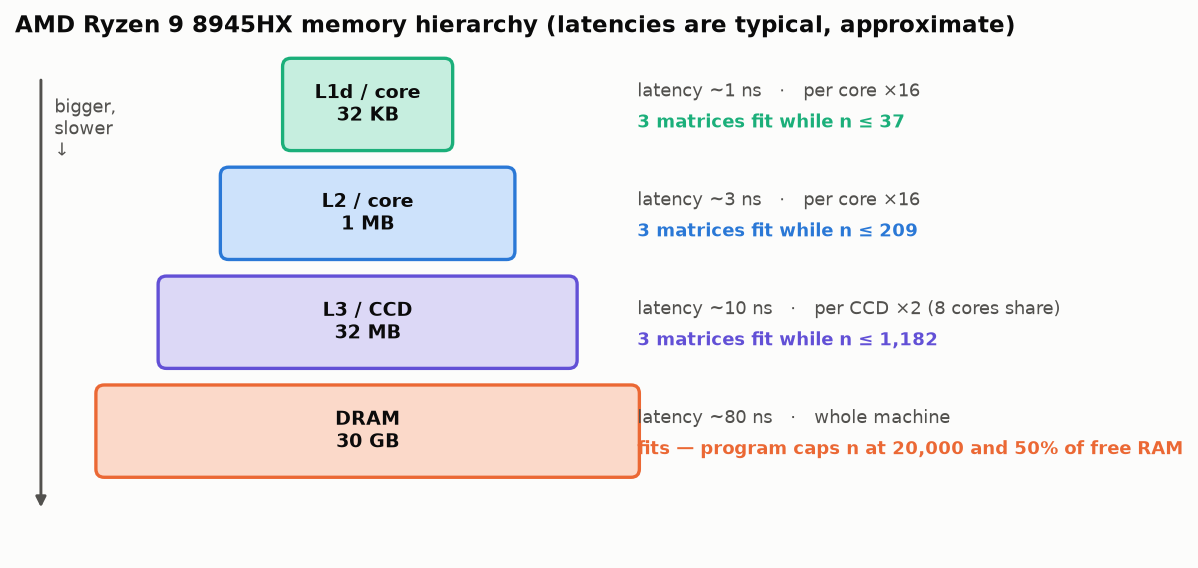 AMD Ryzen 9 8945HX memory hierarchy (latencies are typical, approximate)
bigger,
slower
↓
L1d / core
32 KB
latency ~1 ns · per core ×16
3 matrices fit while n ≤ 37
L2 / core
1 MB
latency ~3 ns · per core ×16
3 matrices fit while n ≤ 209
L3 / CCD
32 MB
latency ~10 ns · per CCD ×2 (8 cores share)
3 matrices fit while n ≤ 1,182
DRAM
30 GB
latency ~80 ns · whole machine
fits — program caps n at 20,000 and 50% of free RAM